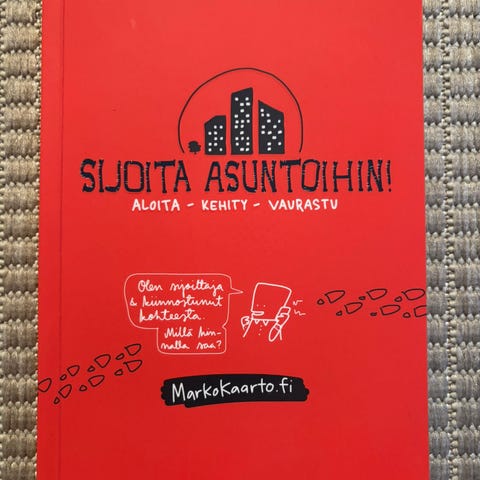 SIJOITA ASUNTOIHIN!
ALOITA - KEHITY - VAURASTU
Olen sijoittaja
& kiinnostunut
kohteesta.
Millä hin-
nalla saa?
MarkoKaarto.fi